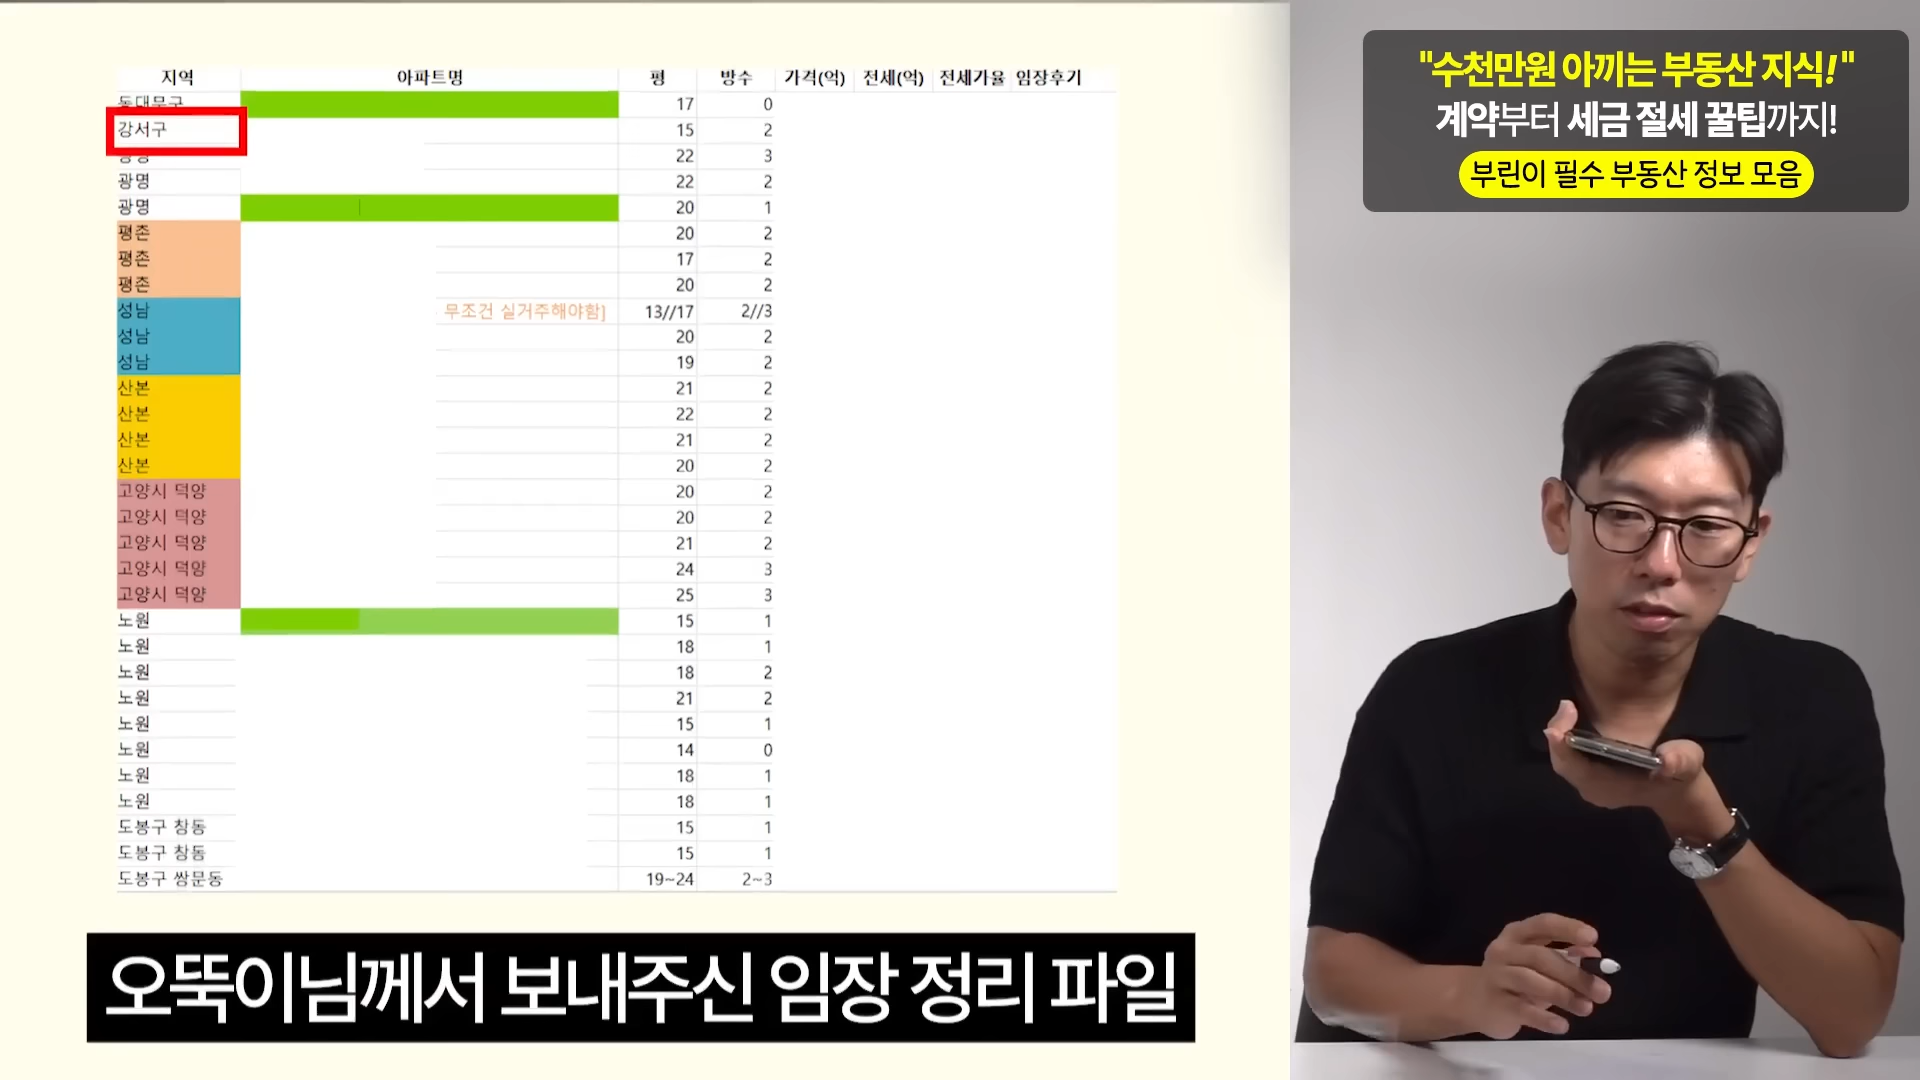 "수천만원 아끼는 부동산 지식!"
계약부터 세금 절세 꿀팁까지!
부린이 필수 부동산 정보 모음
지역 아파트명 평 방수 가격(억) 전세(억) 전세가율 임장후기
동대문구 17 0
강서구 15 2
광명 22 3
광명 22 2
광명 20 1
평촌 20 2
평촌 17 2
평촌 20 2
성남 무조건 실거주해야함] 13//17 2//3
성남 20 2
성남 19 2
산본 21 2
산본 22 2
산본 21 2
산본 20 2
고양시 덕양 20 2
고양시 덕양 20 2
고양시 덕양 21 2
고양시 덕양 24 3
고양시 덕양 25 3
노원 15 1
노원 18 1
노원 18 2
노원 21 2
노원 15 1
노원 14 0
노원 18 1
노원 18 1
도봉구 창동 15 1
도봉구 창동 15 1
도봉구 쌍문동 19~24 2~3
오뚝이님께서 보내주신 임장 정리 파일